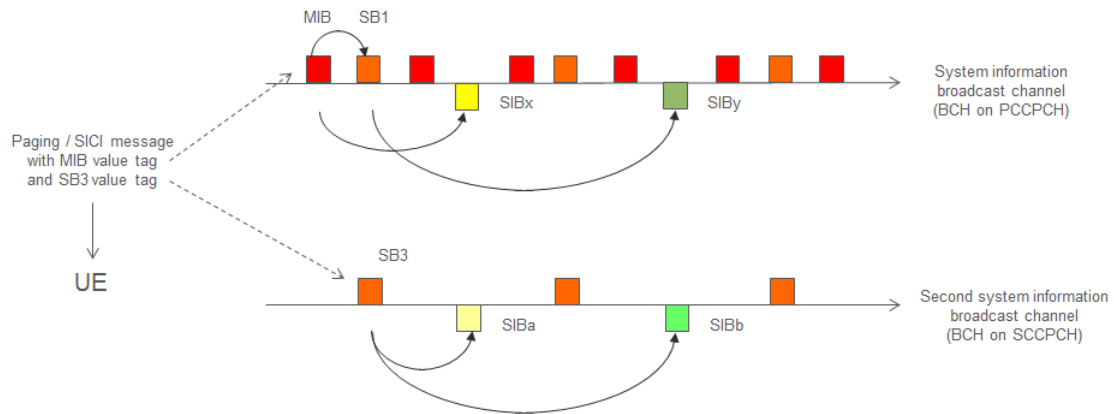 MIB SB1
SIBx SIBy
System information
broadcast channel
(BCH on PCCPCH)
Paging / SICI message
with MIB value tag
and SB3 value tag
UE
SB3
SIBa SIBb
Second system information
broadcast channel
(BCH on SCCPCH)